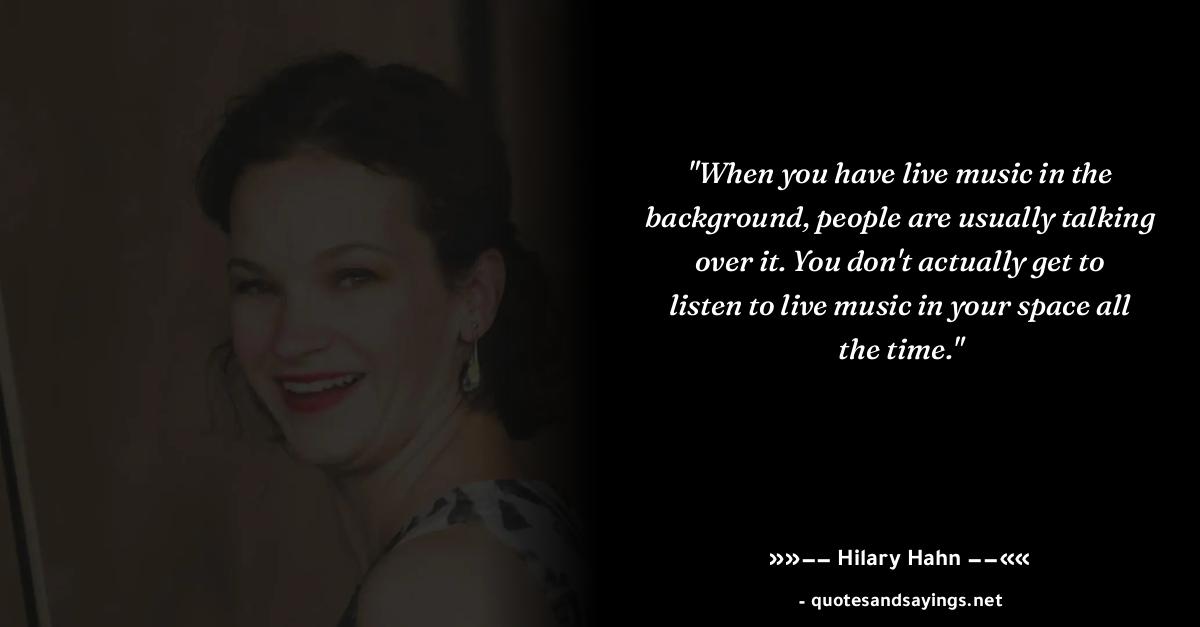 "When you have live music in the
background, people are usually talking
over it. You don't actually get to
listen to live music in your space all
the time."
»»−− Hilary Hahn −−««
- quotesandsayings.net